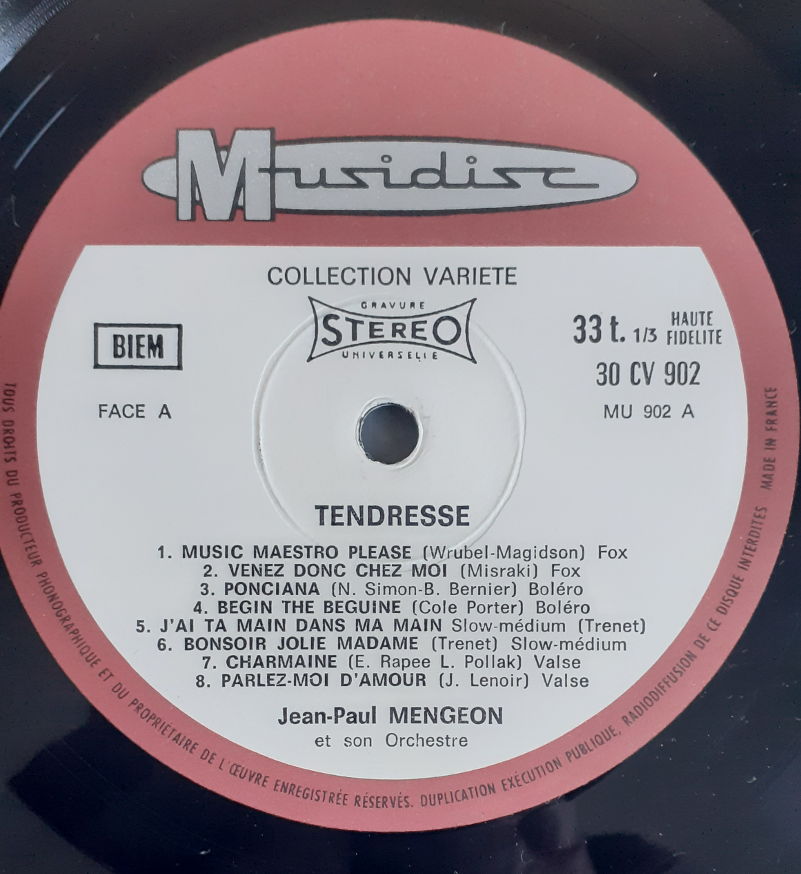 Musidisc
COLLECTION VARIETE
GRAVURE
STEREO
UNIVERSELLE
BIEM
33 t. 1/3 HAUTE FIDELITE
30 CV 902
FACE A
MU 902 A
TENDRESSE
1. MUSIC MAESTRO PLEASE (Wrubel-Magidson) Fox
2. VENEZ DONC CHEZ MOI (Misraki) Fox
3. PONCIANA (N. Simon-B. Bernier) Boléro
4. BEGIN THE BEGUINE (Cole Porter) Boléro
5. J'AI TA MAIN DANS MA MAIN Slow-médium (Trenet)
6. BONSOIR JOLIE MADAME (Trenet) Slow-médium
7. CHARMAINE (E. Rapee L. Pollak) Valse
8. PARLEZ-MOI D'AMOUR (J. Lenoir) Valse
Jean-Paul MENGEON
et son Orchestre
TOUS DROITS DU PRODUCTEUR PHONOGRAPHIQUE ET DU PROPRIÉTAIRE DE L'ŒUVRE ENREGISTRÉE RÉSERVÉS. DUPLICATION EXÉCUTION PUBLIQUE, RADIODIFFUSION DE CE DISQUE INTERDITES MADE IN FRANCE